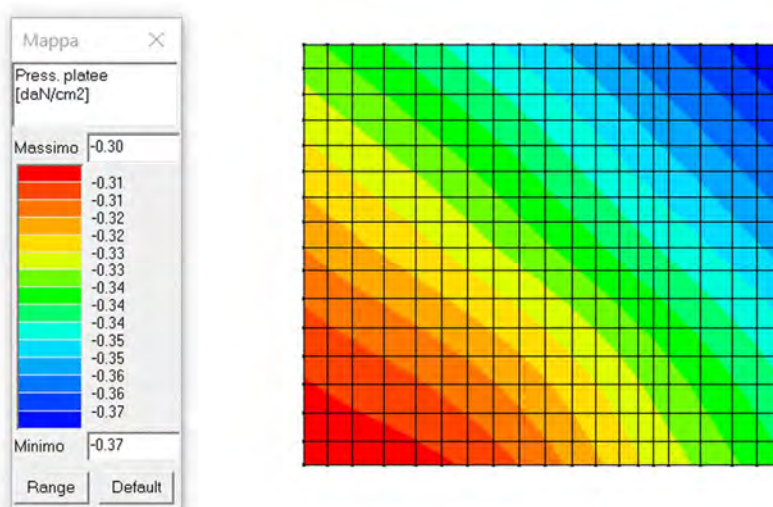 Mappa
Press. platee
[daN/cm2]
Massimo -0.30
-0.31
-0.31
-0.32
-0.32
-0.33
-0.33
-0.34
-0.34
-0.34
-0.35
-0.36
-0.36
-0.37
Minimo -0.37
Range Default